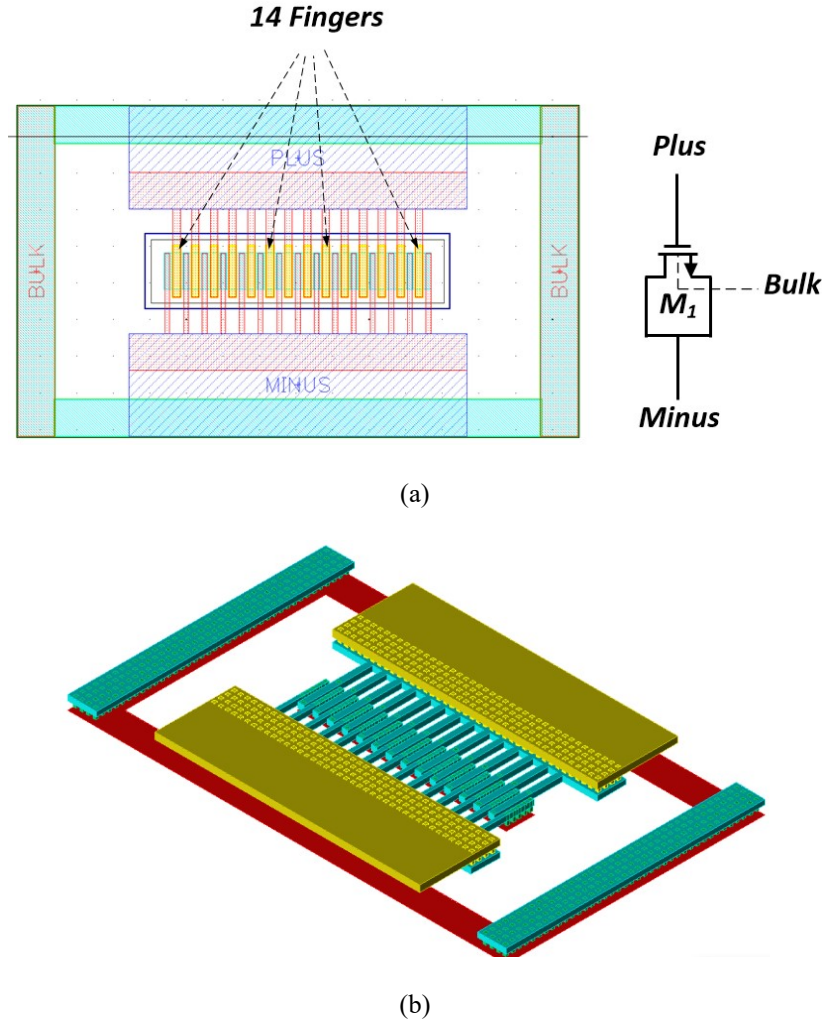 14 Fingers
PLUS
BULK
BULK
MINUS
Plus
Bulk
M1
Minus
(a)
(b)